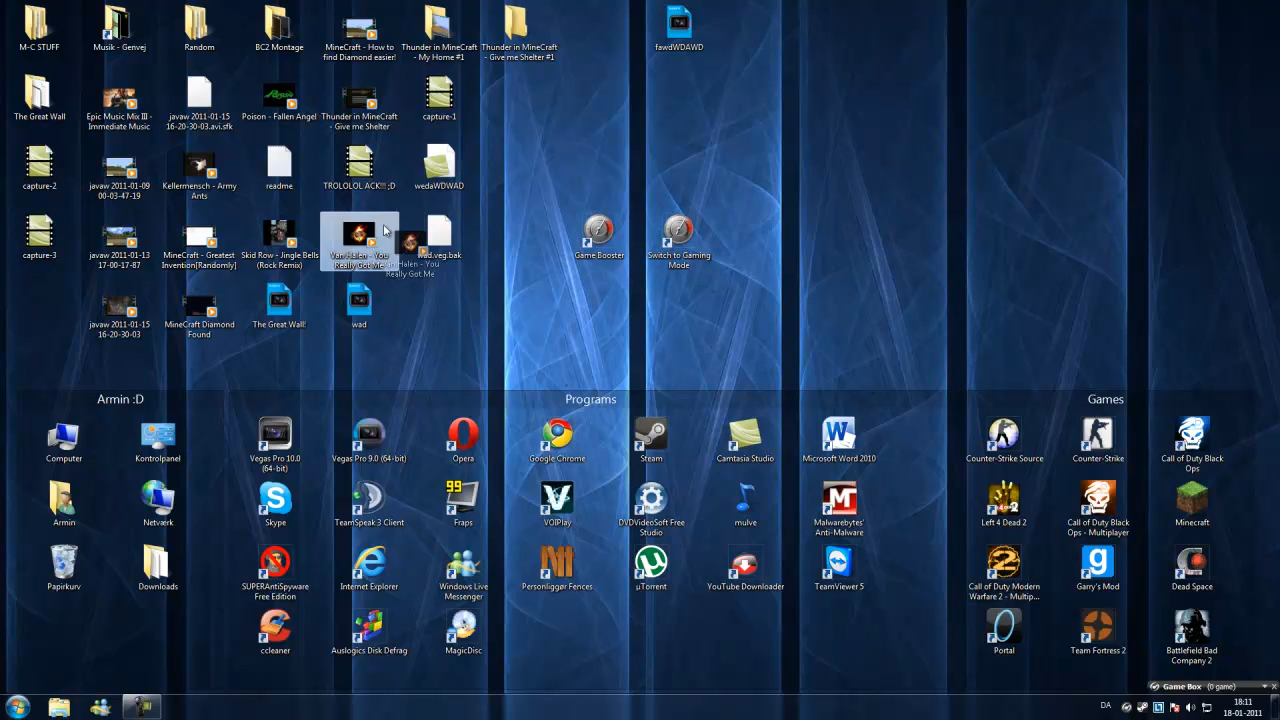 M-C STUFF
Musik - Genvej
Random
BC2 Montage
MineCraft - How to
find Diamond easier!
Thunder in MineCraft
- My Home #1
Thunder in MineCraft
- Give me Shelter #1
fawdWDAWD
The Great Wall
Epic Music Mix III -
Immediate Music
javaw 2011-01-15
16-20-30-03.avi.sfk
Poison - Fallen Angel
Thunder in MineCraft
- Give me Shelter
capture-1
capture-2
javaw 2011-01-09
00-03-47-19
Kellermensch - Army
Ants
readme
TROLOLOL ACK!!! ;D
wedaWDWAD
capture-3
javaw 2011-01-13
17-00-17-87
MineCraft - Greatest
Invention[Randomly]
Skid Row - Jingle Bells
(Rock Remix)
Van Halen - You
Really Got Me
wad.veg.bak
Halen - You
Really Got Me
Game Booster
Switch to Gaming
Mode
javaw 2011-01-15
16-20-30-03
MineCraft Diamond
Found
The Great Wall!
wad
Armin :D
Programs
Games
Computer
Kontrolpanel
Vegas Pro 10.0
(64-bit)
Vegas Pro 9.0 (64-bit)
Opera
Google Chrome
Steam
Camtasia Studio
Microsoft Word 2010
Counter-Strike Source
Counter-Strike
Call of Duty Black
Ops
99
Armin
Netværk
Skype
TeamSpeak 3 Client
Fraps
VOIPlay
DVDVideoSoft Free
Studio
mulve
Malwarebytes'
Anti-Malware
Left 4 Dead 2
Call of Duty Black
Ops - Multiplayer
Minecraft
Papirkurv
Downloads
SUPERAntiSpyware
Free Edition
Internet Explorer
Windows Live
Messenger
Personliggør Fences
µTorrent
YouTube Downloader
TeamViewer 5
Call of Duty Modern
Warfare 2 - Multip...
Garry's Mod
Dead Space
ccleaner
Auslogics Disk Defrag
MagicDisc
Portal
Team Fortress 2
Battlefield Bad
Company 2
Game Box (0 game)
DA
18:11
18-01-2011